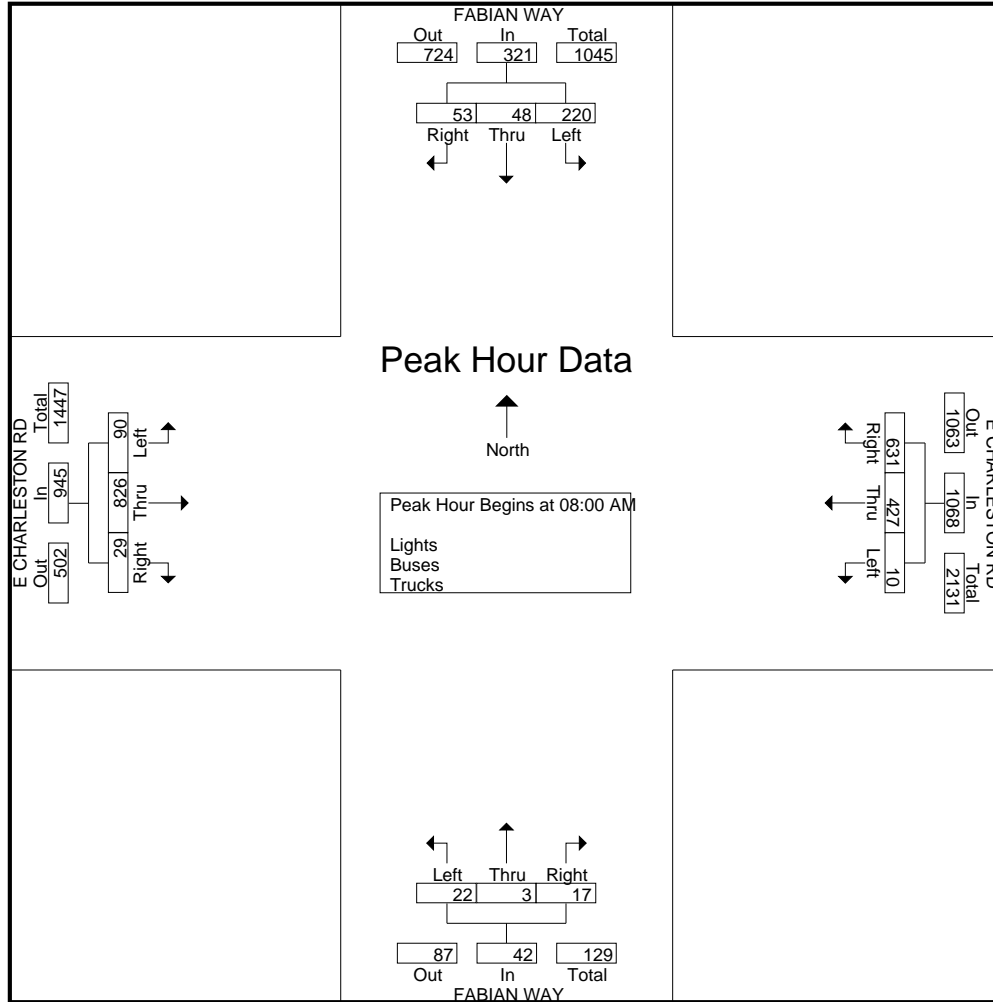 FABIAN WAY
Out In Total
724 321 1045
53 48 220
Right Thru Left
Peak Hour Data
North
Peak Hour Begins at 08:00 AM
Lights
Buses
Trucks
E CHARLESTON RD
Total In Out
1447 945 502
90 826 29
Left Thru Right
Right Thru Left
631 427 10
1063 1068 2131
Out In Total
E CHARLESTON RD
Left Thru Right
22 3 17
87 42 129
Out In Total
FABIAN WAY